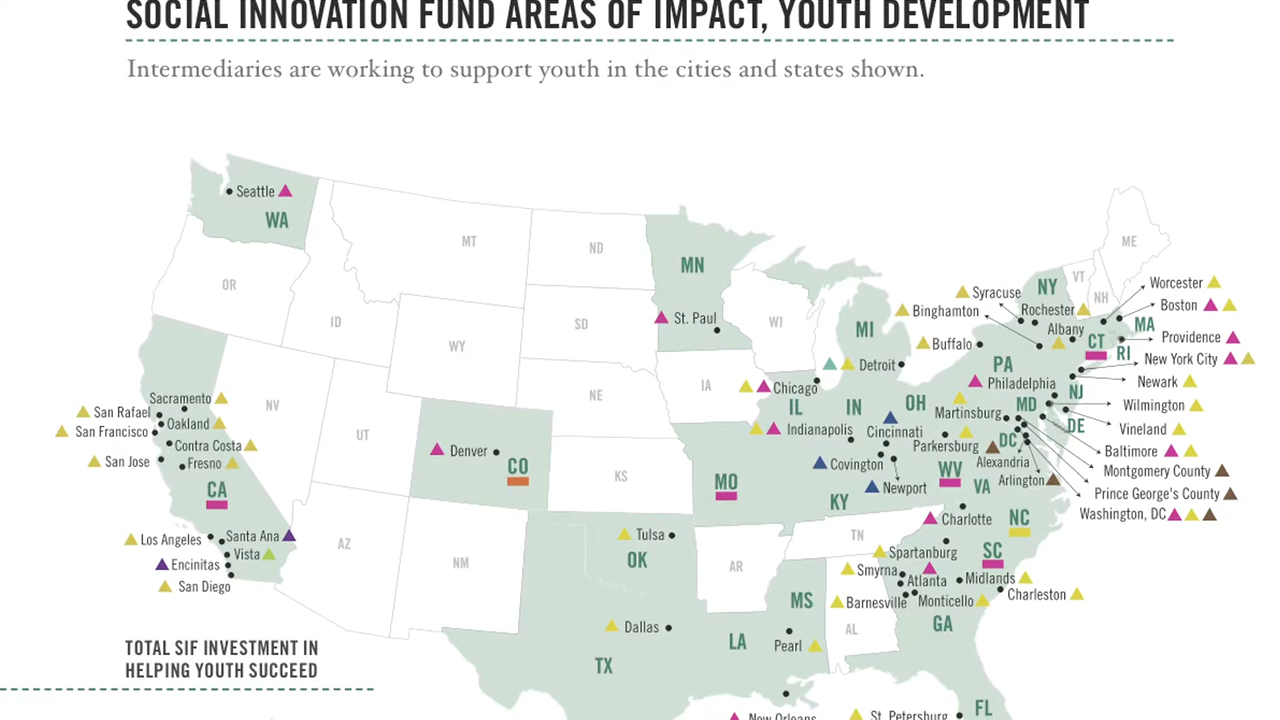 SOCIAL INNOVATION FUND AREAS OF IMPACT, YOUTH DEVELOPMENT
Intermediaries are working to support youth in the cities and states shown.
Seattle
WA
MT
ND
MN
ME
OR
ID
WY
SD
St. Paul
WI
MI
NY
VT
NH
Syracuse
Rochester
Binghamton
Albany
Buffalo
Worcester
Boston
MA
CT
RI
Providence
New York City
Detroit
PA
Philadelphia
NJ
Newark
IA
Chicago
IL
IN
OH
MD
DE
Wilmington
Martinsburg
Vineland
NE
NV
UT
Sacramento
San Rafael
Oakland
San Francisco
Contra Costa
San Jose
Fresno
CA
Denver
CO
KS
MO
Indianapolis
Cincinnati
Parkersburg
DC
Baltimore
Covington
Alexandria
Montgomery County
Newport
WV
VA
Arlington
Prince George's County
KY
Washington, DC
Charlotte
NC
Los Angeles
Santa Ana
Vista
Encinitas
San Diego
AZ
NM
Tulsa
OK
AR
TN
Spartanburg
SC
Smyrna
Atlanta
Midlands
Barnesville
Monticello
Charleston
MS
AL
GA
Dallas
LA
Pearl
TX
TOTAL SIF INVESTMENT IN
HELPING YOUTH SUCCEED
New Orleans
St. Petersburg
FL